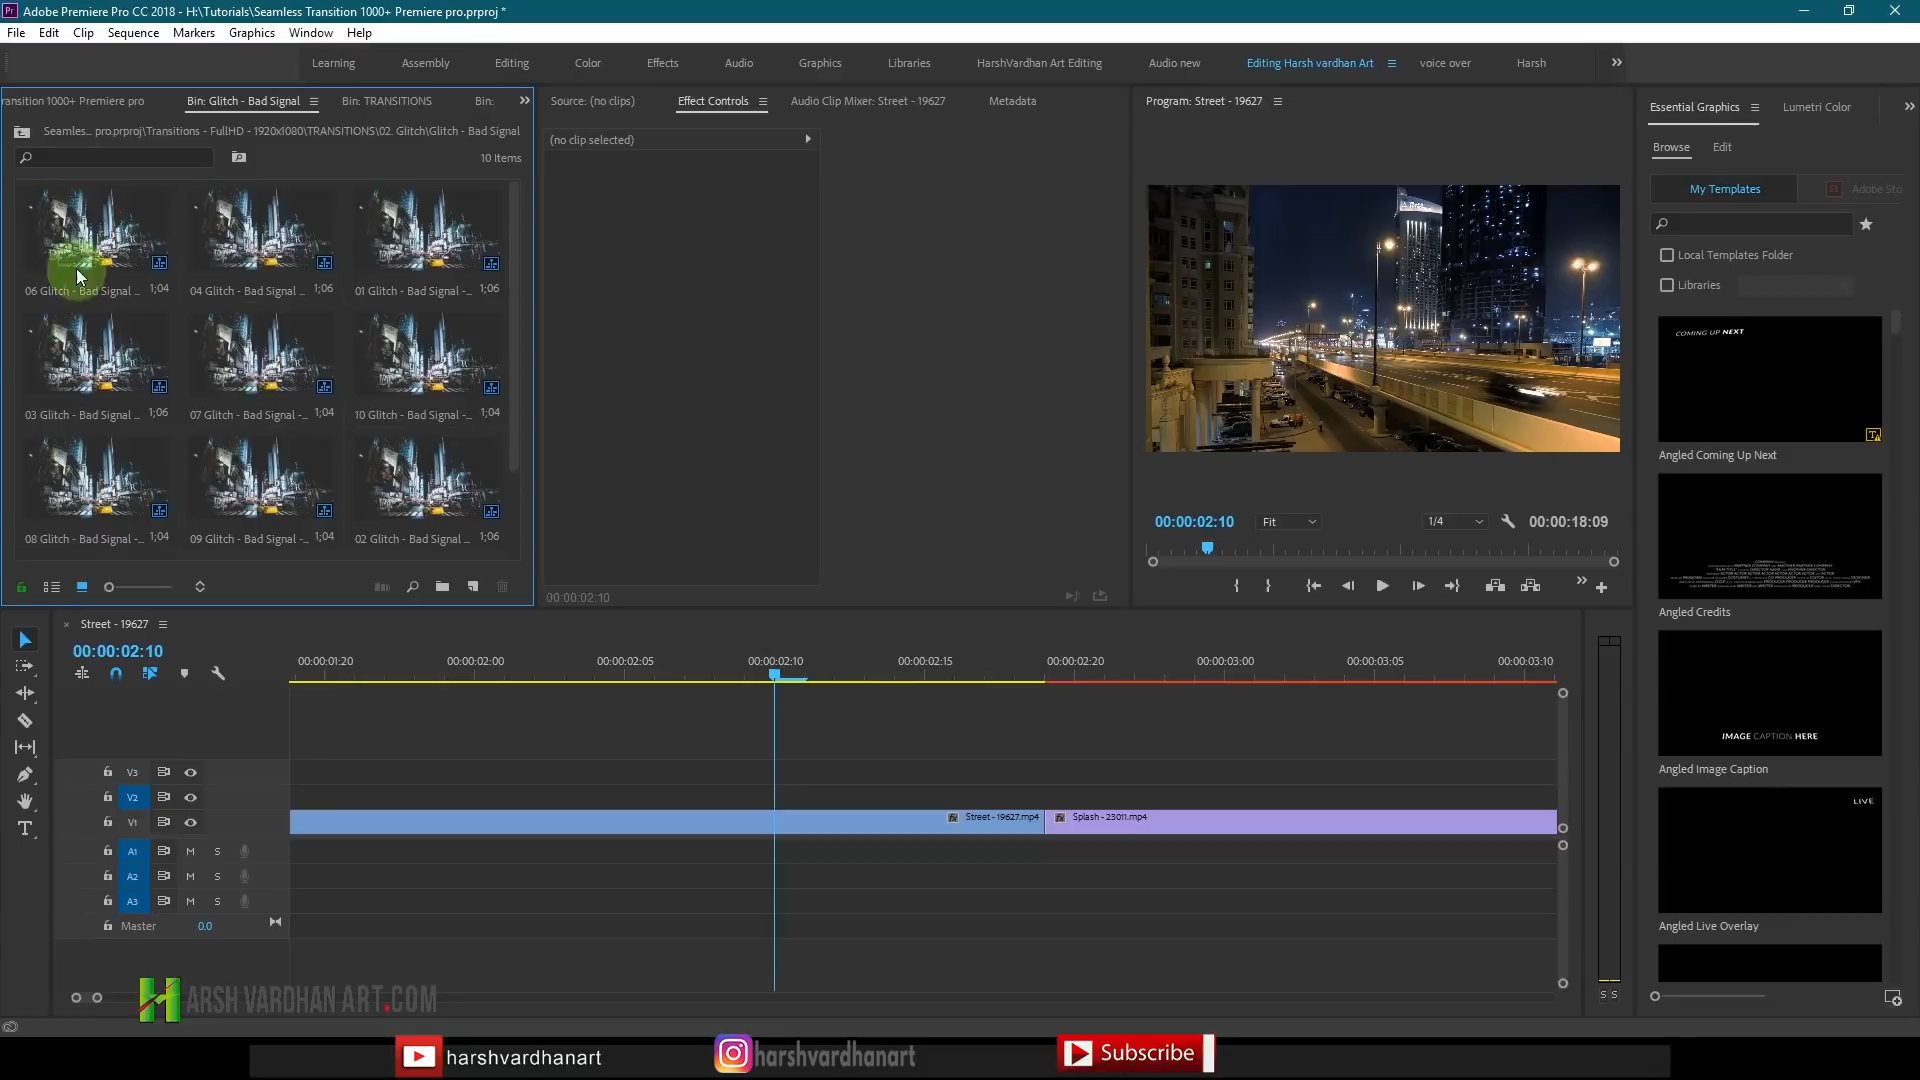 Adobe Premiere Pro CC 2018 - H:\Tutorials\Seamless Transition 1000+ Premiere pro.prproj *
File Edit Clip Sequence Markers Graphics Window Help
Learning Assembly Editing Color Effects Audio Graphics Libraries HarshVardhan Art Editing Audio new Editing Harsh vardhan Art voice over Harsh
ransition 1000+ Premiere pro Bin: Glitch - Bad Signal Bin: TRANSITIONS Bin:
Seamles... pro.prproj\Transitions - FullHD - 1920x1080\TRANSITIONS\02. Glitch\Glitch - Bad Signal
10 Items
06 Glitch - Bad Signal ... 1;04 04 Glitch - Bad Signal ... 1;06 01 Glitch - Bad Signal -... 1;06
03 Glitch - Bad Signal ... 1;06 07 Glitch - Bad Signal -... 1;04 10 Glitch - Bad Signal -... 1;04
08 Glitch - Bad Signal -... 1;04 09 Glitch - Bad Signal -... 1;04 02 Glitch - Bad Signal ... 1;06
Source: (no clips) Effect Controls Audio Clip Mixer: Street - 19627 Metadata
(no clip selected)
00:00:02:10
Program: Street - 19627
00:00:02:10 Fit 1/4 00:00:18:09
Essential Graphics Lumetri Color
Browse Edit
My Templates Adobe Sto
Local Templates Folder
Libraries
COMING UP NEXT
Angled Coming Up Next
Angled Credits
IMAGE CAPTION HERE
Angled Image Caption
LIVE
Angled Live Overlay
Street - 19627
00:00:02:10
00:00:01:20 00:00:02:00 00:00:02:05 00:00:02:10 00:00:02:15 00:00:02:20 00:00:03:00 00:00:03:05 00:00:03:10
V3
V2
V1 Street - 19627.mp4 Splash - 23011.mp4
A1 M S
A2 M S
A3 M S
Master 0.0
S S
HARSH VARDHAN ART.COM
harshvardhanart harshvardhanart Subscribe